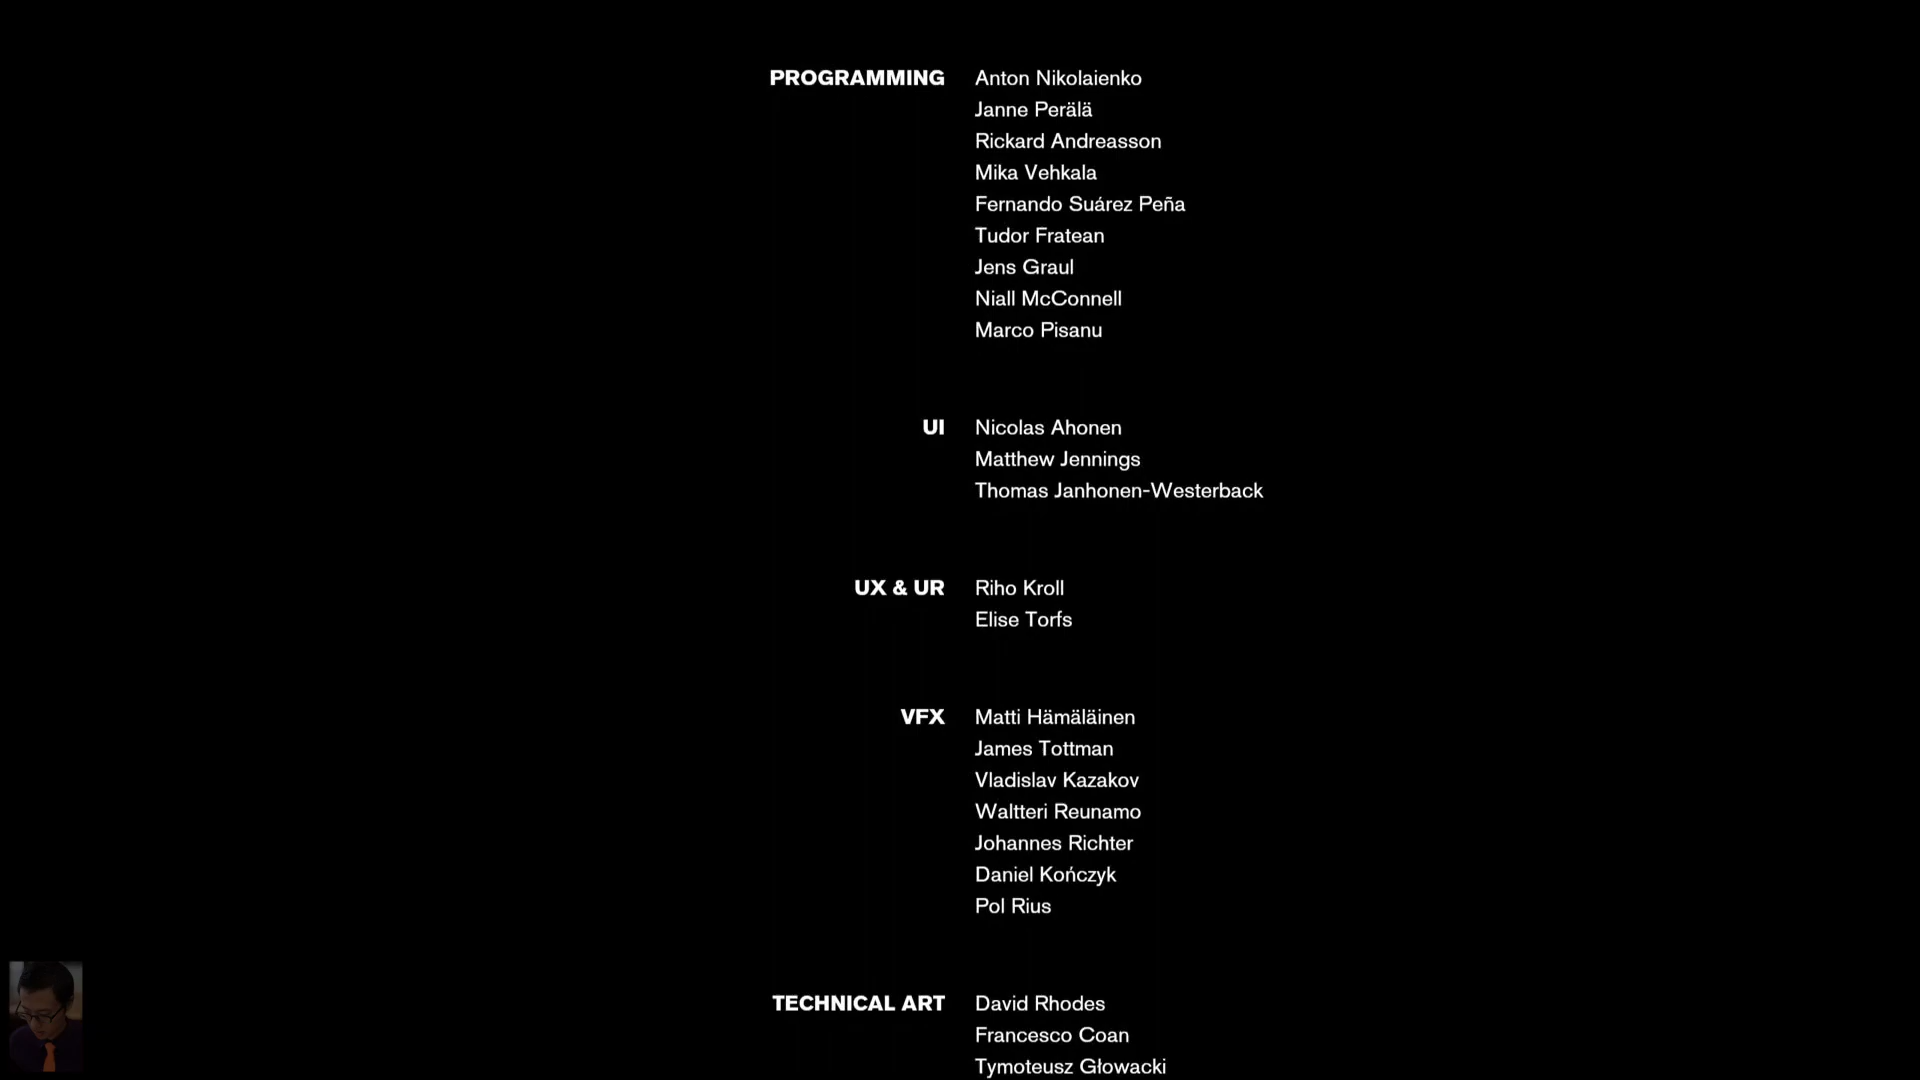 PROGRAMMING Anton Nikolaienko
Janne Perälä
Rickard Andreasson
Mika Vehkala
Fernando Suárez Peña
Tudor Fratean
Jens Graul
Niall McConnell
Marco Pisanu
UI Nicolas Ahonen
Matthew Jennings
Thomas Janhonen-Westerback
UX & UR Riho Kroll
Elise Torfs
VFX Matti Hämäläinen
James Tottman
Vladislav Kazakov
Waltteri Reunamo
Johannes Richter
Daniel Kończyk
Pol Rius
TECHNICAL ART David Rhodes
Francesco Coan
Tymoteusz Głowacki